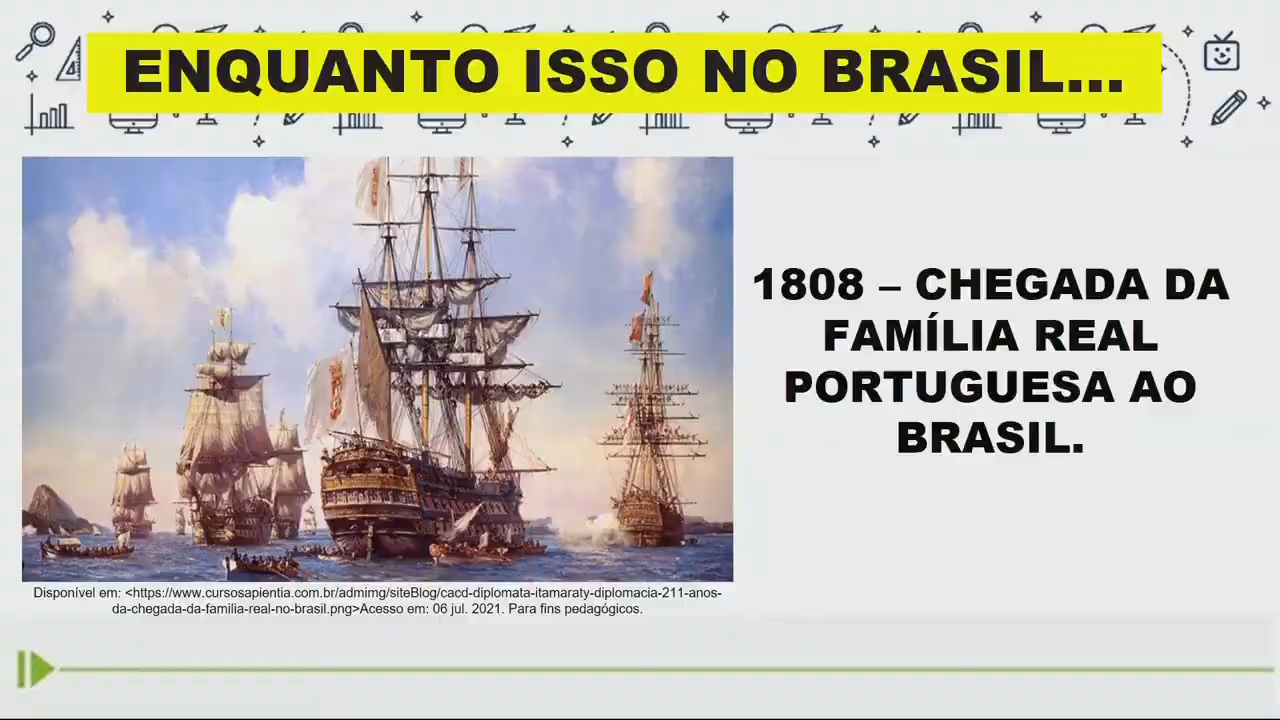 ENQUANTO ISSO NO BRASIL...
1808 – CHEGADA DA
FAMÍLIA REAL
PORTUGUESA AO
BRASIL.
Disponível em: <https://www.cursosapientia.com.br/admimg/siteBlog/cacd-diplomata-itamaraty-diplomacia-211-anos-
da-chegada-da-familia-real-no-brasil.png>Acesso em: 06 jul. 2021. Para fins pedagógicos.